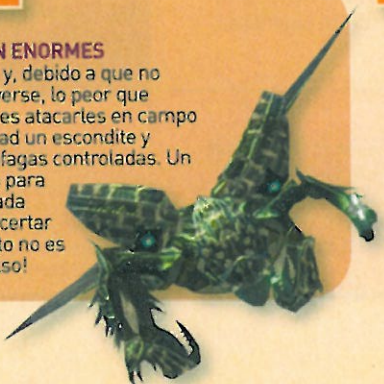 N ENORMES
y, debido a que no
verse, lo peor que
es atacarles en campo
ad un escondite y
fagas controladas. Un
para
ada
certar
to no es
so!